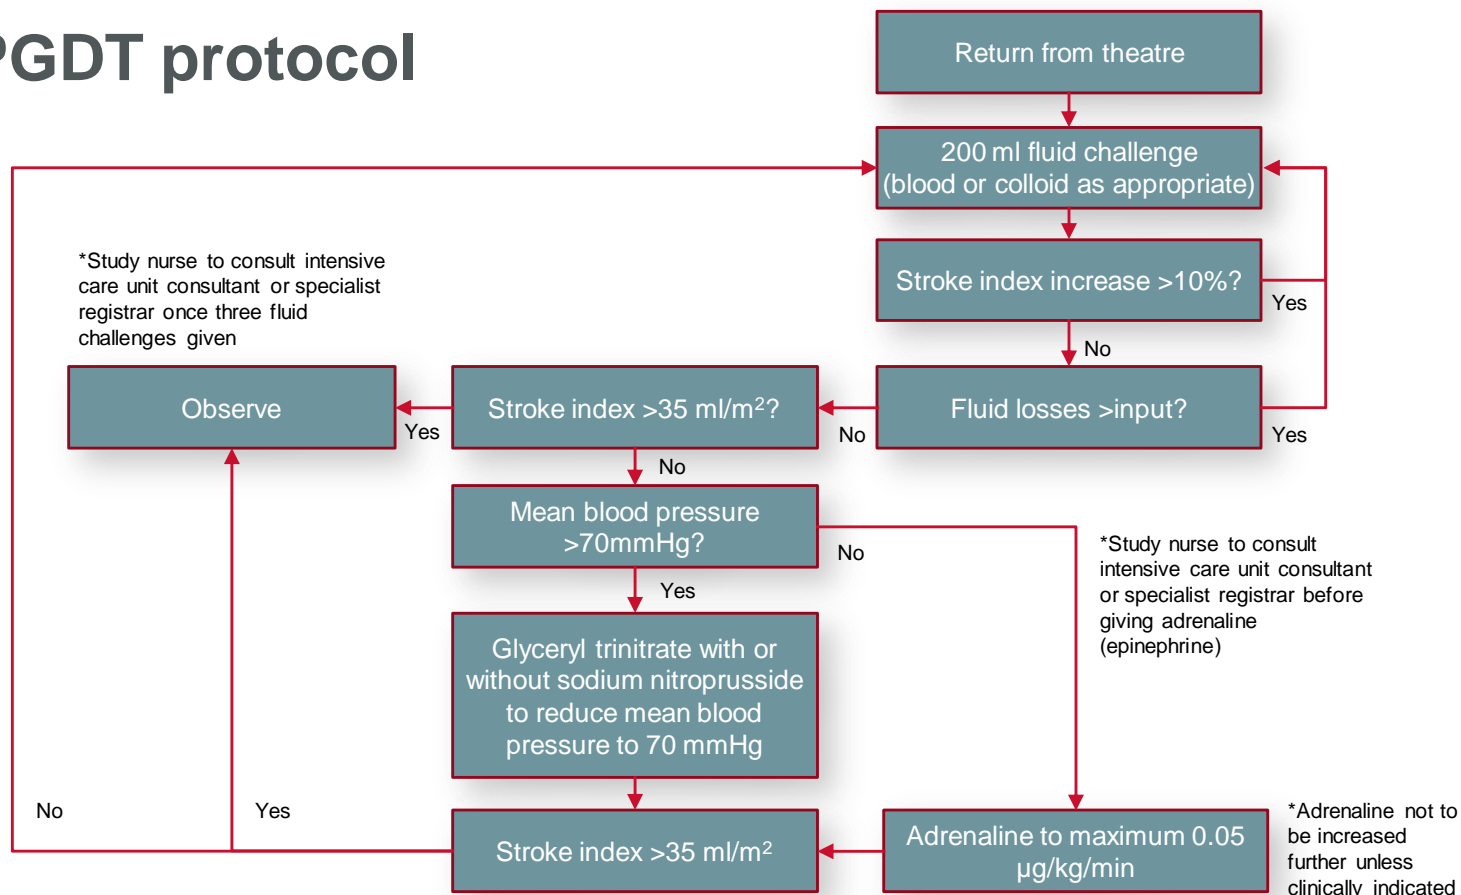 PGDT protocol
Return from theatre
200 ml fluid challenge
(blood or colloid as appropriate)
*Study nurse to consult intensive
care unit consultant or specialist
registrar once three fluid
challenges given
Stroke index increase >10%?
Yes
No
Observe
Yes
Stroke index >35 ml/m²?
No
Fluid losses >input?
Yes
No
Mean blood pressure
>70mmHg?
No
Yes
*Study nurse to consult
intensive care unit consultant
or specialist registrar before
giving adrenaline
(epinephrine)
Glyceryl trinitrate with or
without sodium nitroprusside
to reduce mean blood
pressure to 70 mmHg
No
Yes
Stroke index >35 ml/m²
Adrenaline to maximum 0.05
µg/kg/min
*Adrenaline not to
be increased
further unless
clinically indicated